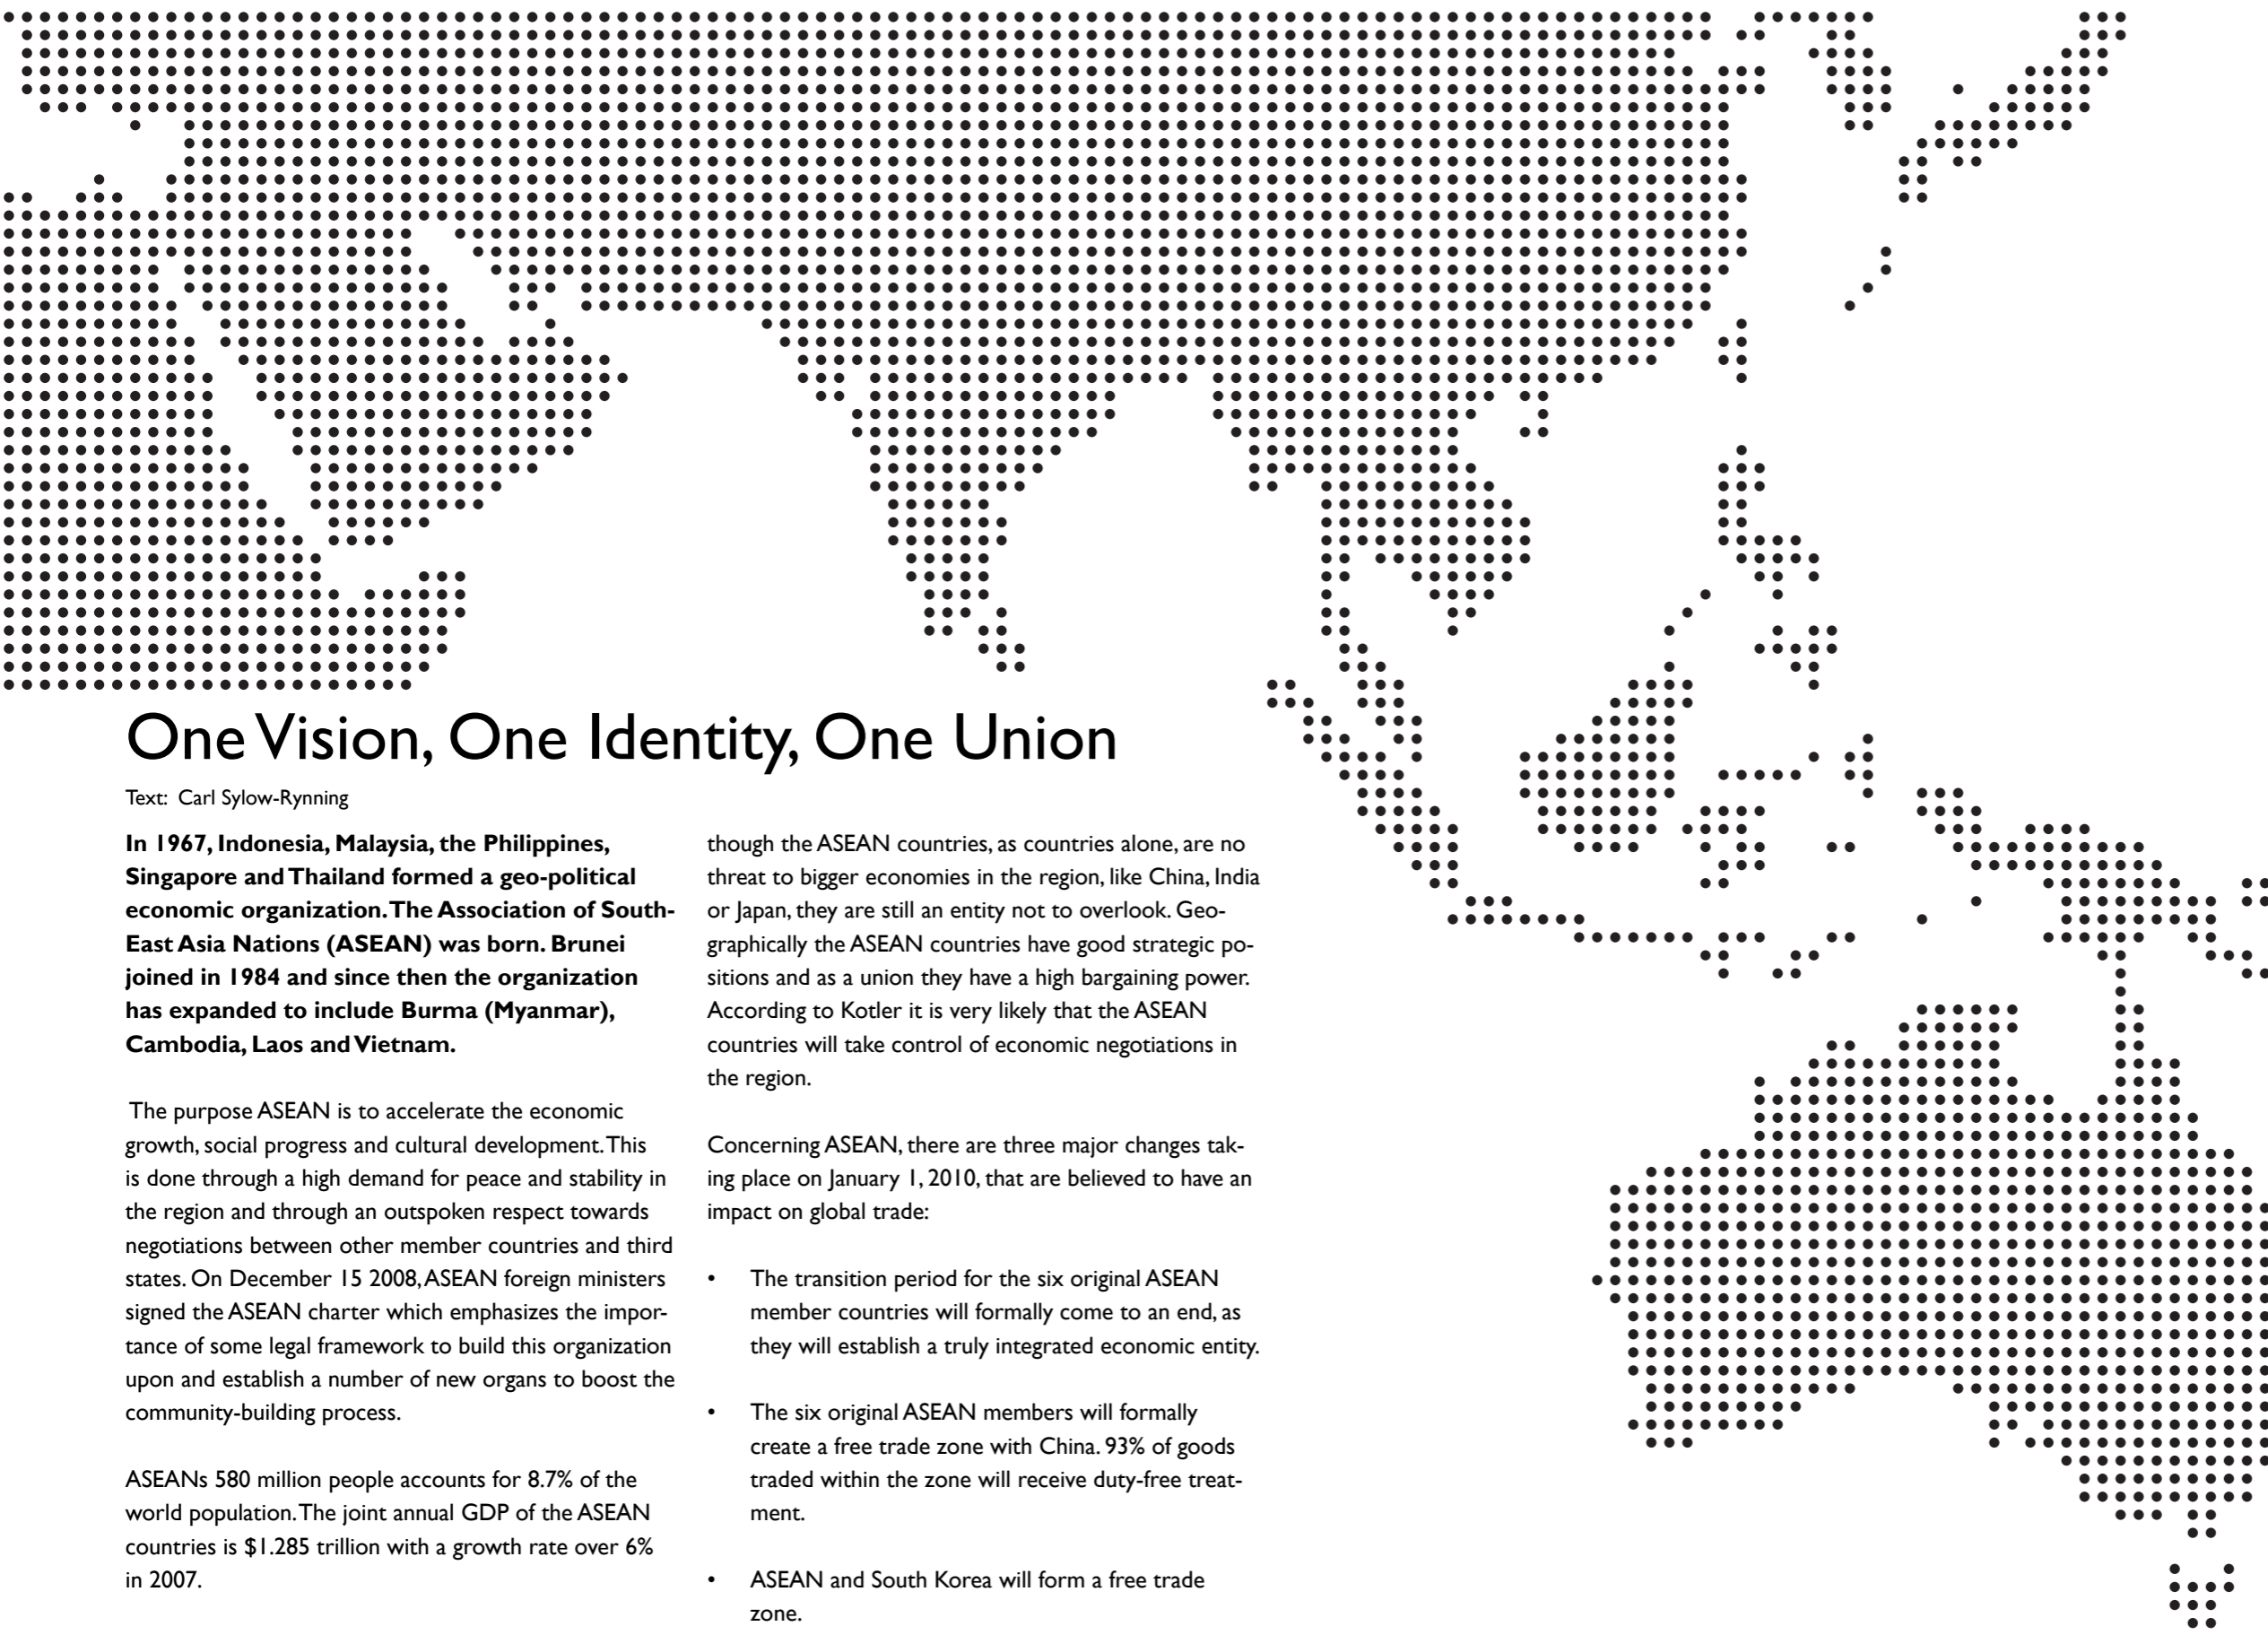 One Vision, One Identity, One Union
Text: Carl Sylow-Rynning
In 1967, Indonesia, Malaysia, the Philippines,
Singapore and Thailand formed a geo-political
economic organization. The Association of South-
East Asia Nations (ASEAN) was born. Brunei
joined in 1984 and since then the organization
has expanded to include Burma (Myanmar),
Cambodia, Laos and Vietnam.
The purpose ASEAN is to accelerate the economic
growth, social progress and cultural development. This
is done through a high demand for peace and stability in
the region and through an outspoken respect towards
negotiations between other member countries and third
states. On December 15 2008, ASEAN foreign ministers
signed the ASEAN charter which emphasizes the impor-
tance of some legal framework to build this organization
upon and establish a number of new organs to boost the
community-building process.
ASEANs 580 million people accounts for 8.7% of the
world population. The joint annual GDP of the ASEAN
countries is $1.285 trillion with a growth rate over 6%
in 2007.
though the ASEAN countries, as countries alone, are no
threat to bigger economies in the region, like China, India
or Japan, they are still an entity not to overlook. Geo-
graphically the ASEAN countries have good strategic po-
sitions and as a union they have a high bargaining power.
According to Kotler it is very likely that the ASEAN
countries will take control of economic negotiations in
the region.
Concerning ASEAN, there are three major changes tak-
ing place on January 1, 2010, that are believed to have an
impact on global trade:
• The transition period for the six original ASEAN
member countries will formally come to an end, as
they will establish a truly integrated economic entity.
• The six original ASEAN members will formally
create a free trade zone with China. 93% of goods
traded within the zone will receive duty-free treat-
ment.
• ASEAN and South Korea will form a free trade
zone.